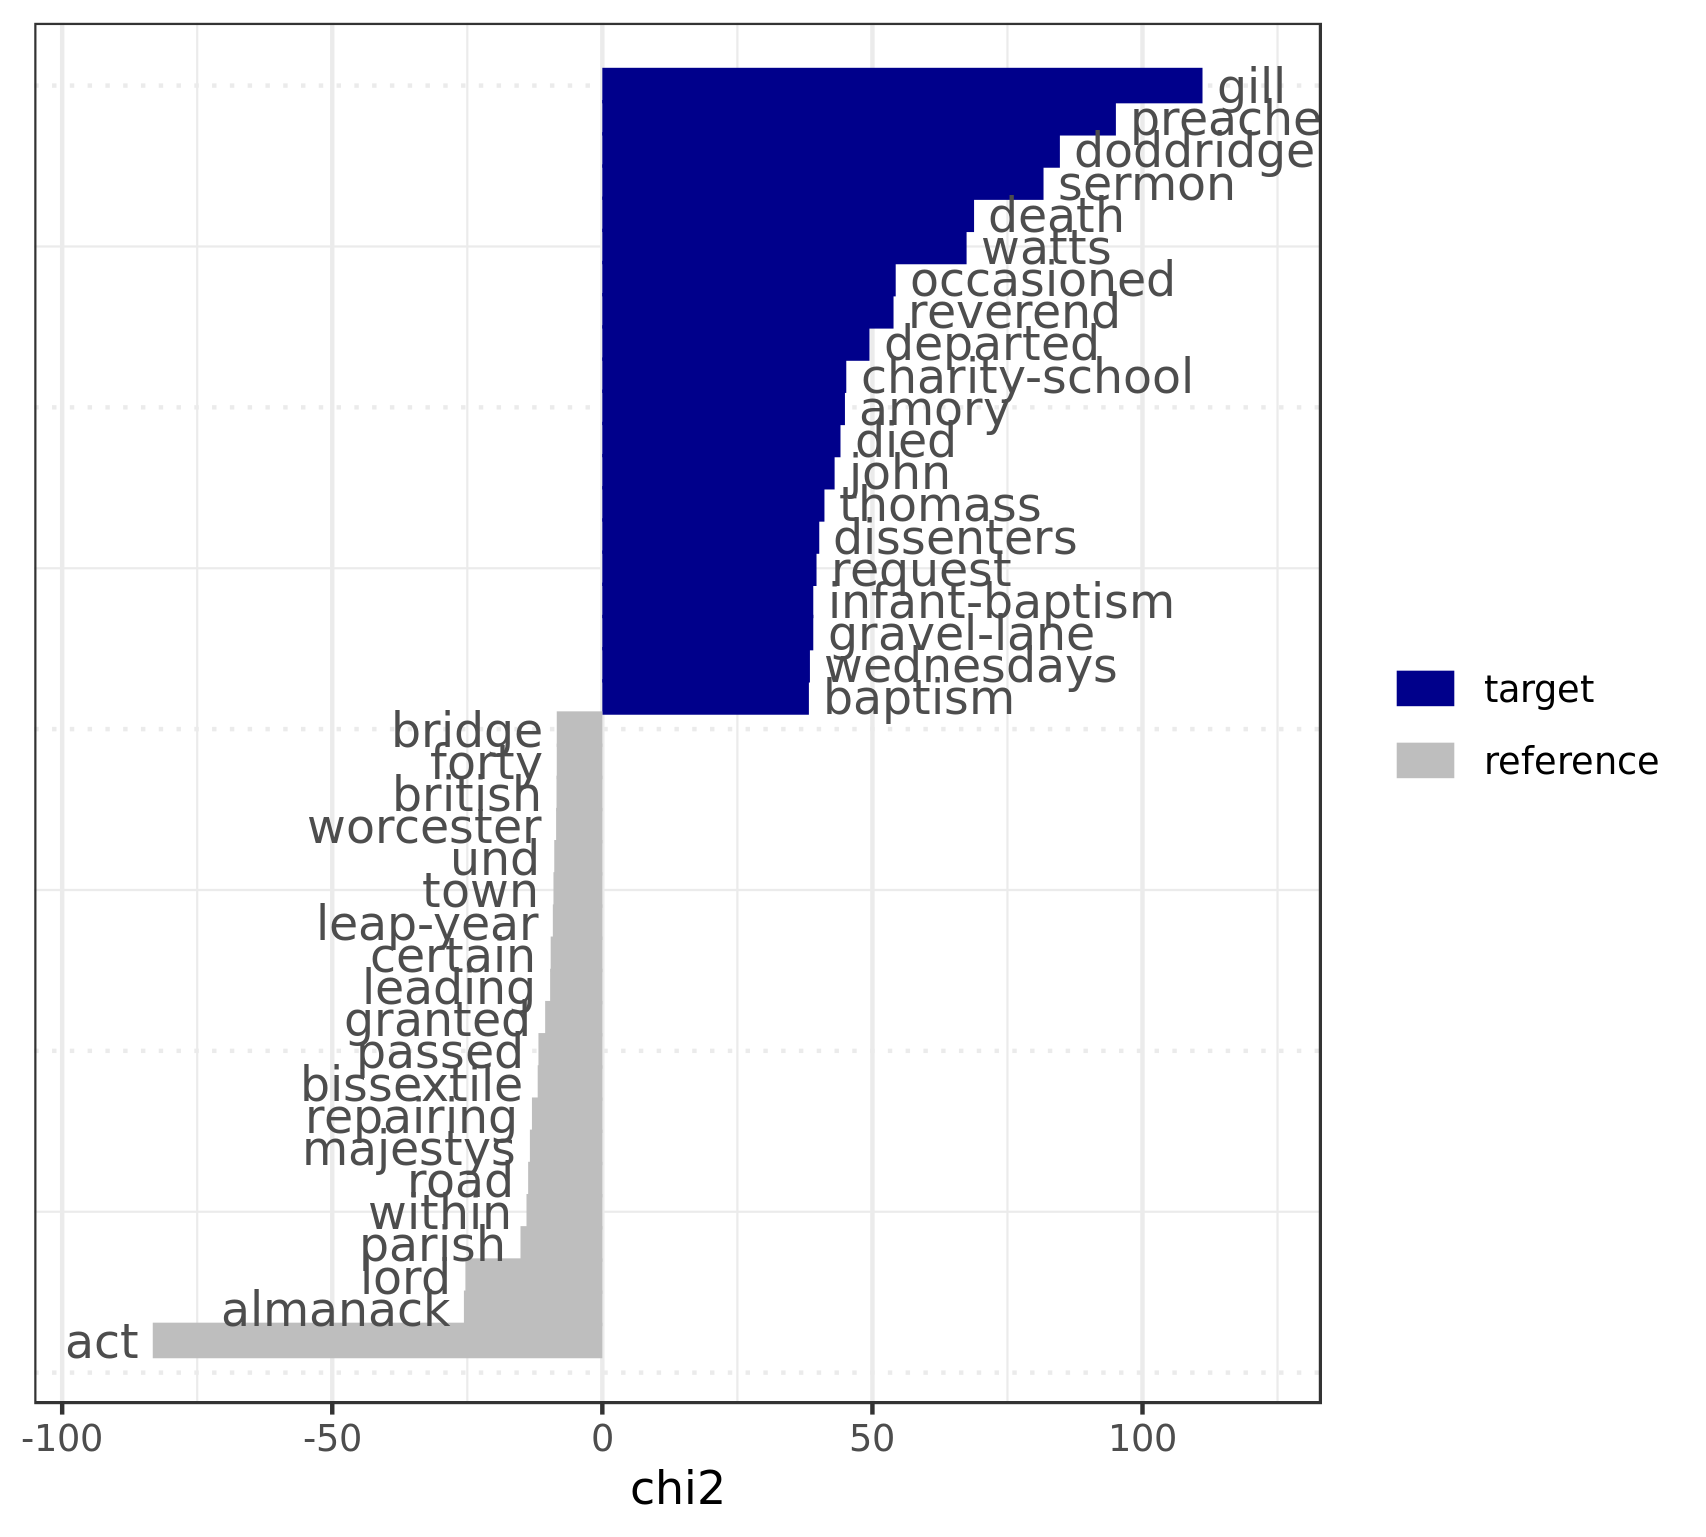 gill
preache
doddridge
sermon
death
watts
occasioned
reverend
departed
charity-school
amory
died
john
thomass
dissenters
request
infant-baptism
gravel-lane
wednesdays
baptism
bridge
forty
british
worcester
und
town
leap-year
certain
leading
granted
passed
bissextile
repairing
majestys
road
within
parish
lord
almanack
act
-100 -50 0 50 100
chi2
target
reference